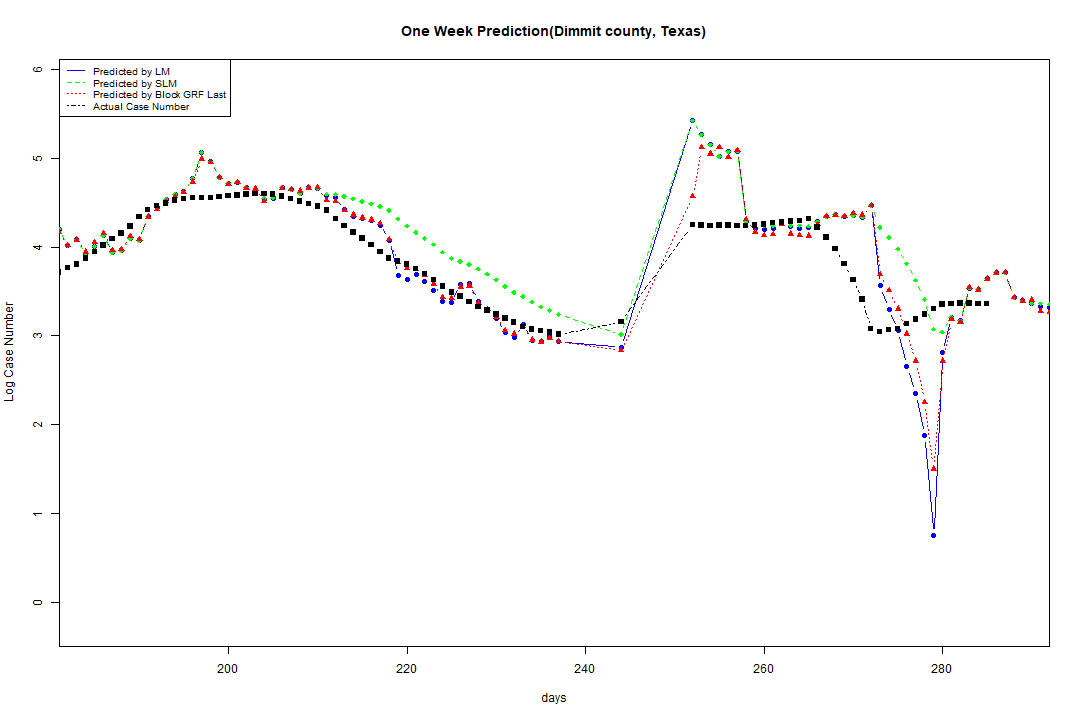 One Week Prediction(Dimmit county, Texas)
Predicted by LM
Predicted by SLM
Predicted by Block GRF Last
Actual Case Number
6
5
4
3
2
1
0
Log Case Number
200 220 240 260 280
days